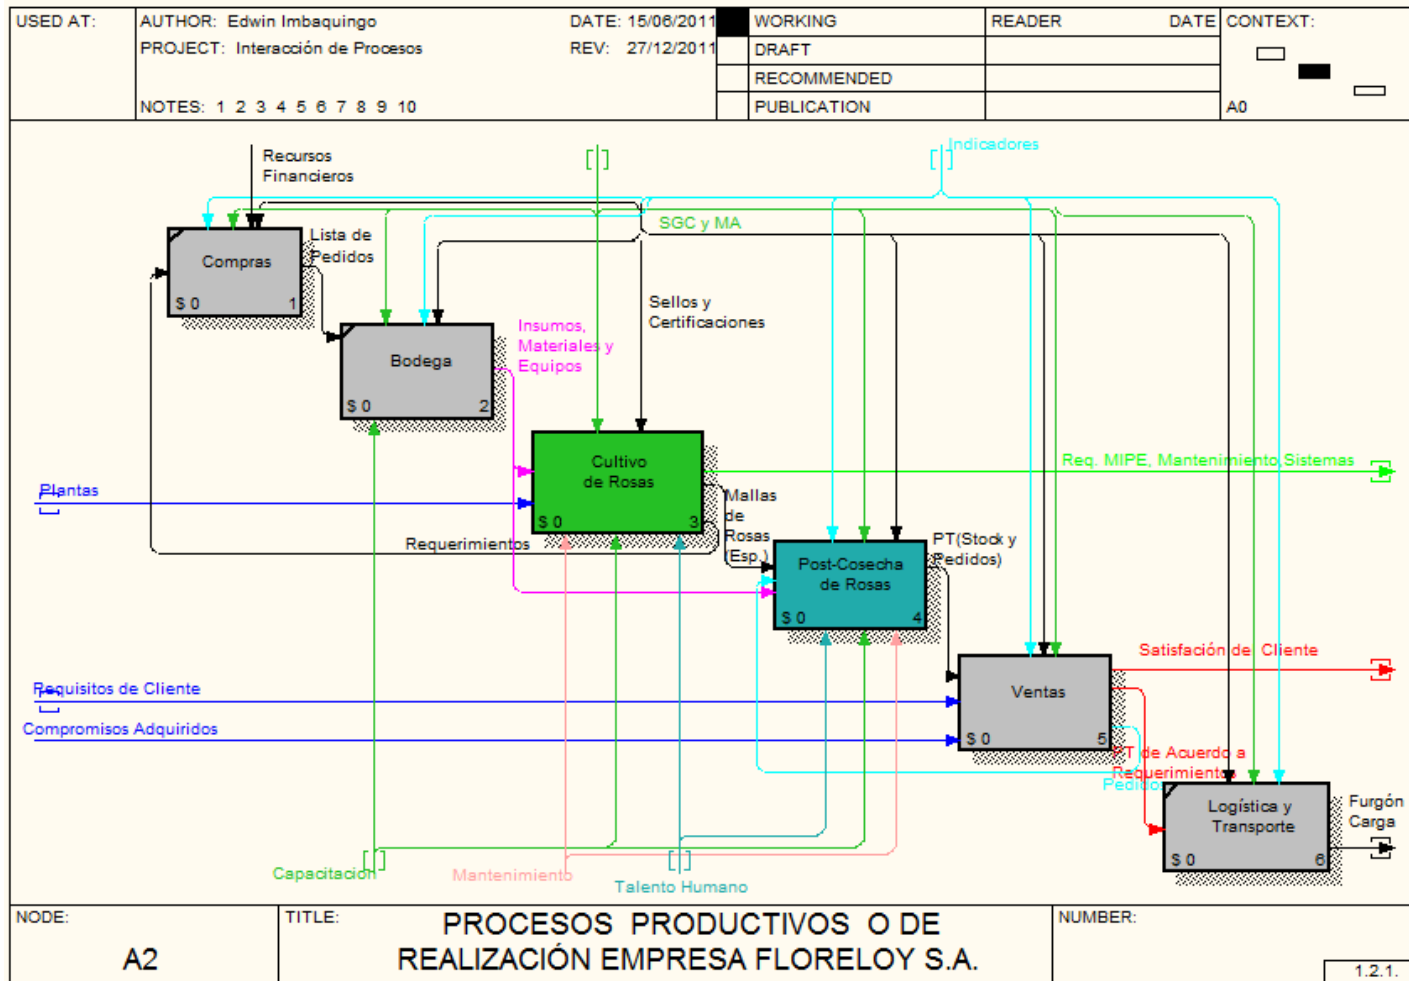 USED AT:
AUTHOR: Edwin Imbaquingo
DATE: 15/06/2011
WORKING
READER
DATE
CONTEXT:
PROJECT: Interacción de Procesos
REV: 27/12/2011
DRAFT
RECOMMENDED
NOTES: 1 2 3 4 5 6 7 8 9 10
PUBLICATION
A0
Recursos
Financieros
Indicadores
SGC y MA
Lista de
Pedidos
Compras
$ 0
1
Sellos y
Certificaciones
Insumos,
Materiales y
Equipos
Bodega
$ 0
2
Cultivo
de Rosas
$ 0
3
Req. MIPE, Mantenimiento,Sistemas
Plantas
Mallas
de
Rosas
(Esp.)
Requerimientos
PT(Stock y
Pedidos)
Post-Cosecha
de Rosas
$ 0
4
Satisfación del Cliente
Requisitos de Cliente
Ventas
$ 0
5
Compromisos Adquiridos
PT de Acuerdo a
Requerimientos
Pedidos
Logística y
Transporte
$ 0
6
Furgón
Carga
Capacitacion
Mantenimiento
Talento Humano
NODE:
A2
TITLE:
PROCESOS PRODUCTIVOS O DE
REALIZACIÓN EMPRESA FLORELOY S.A.
NUMBER:
1.2.1.